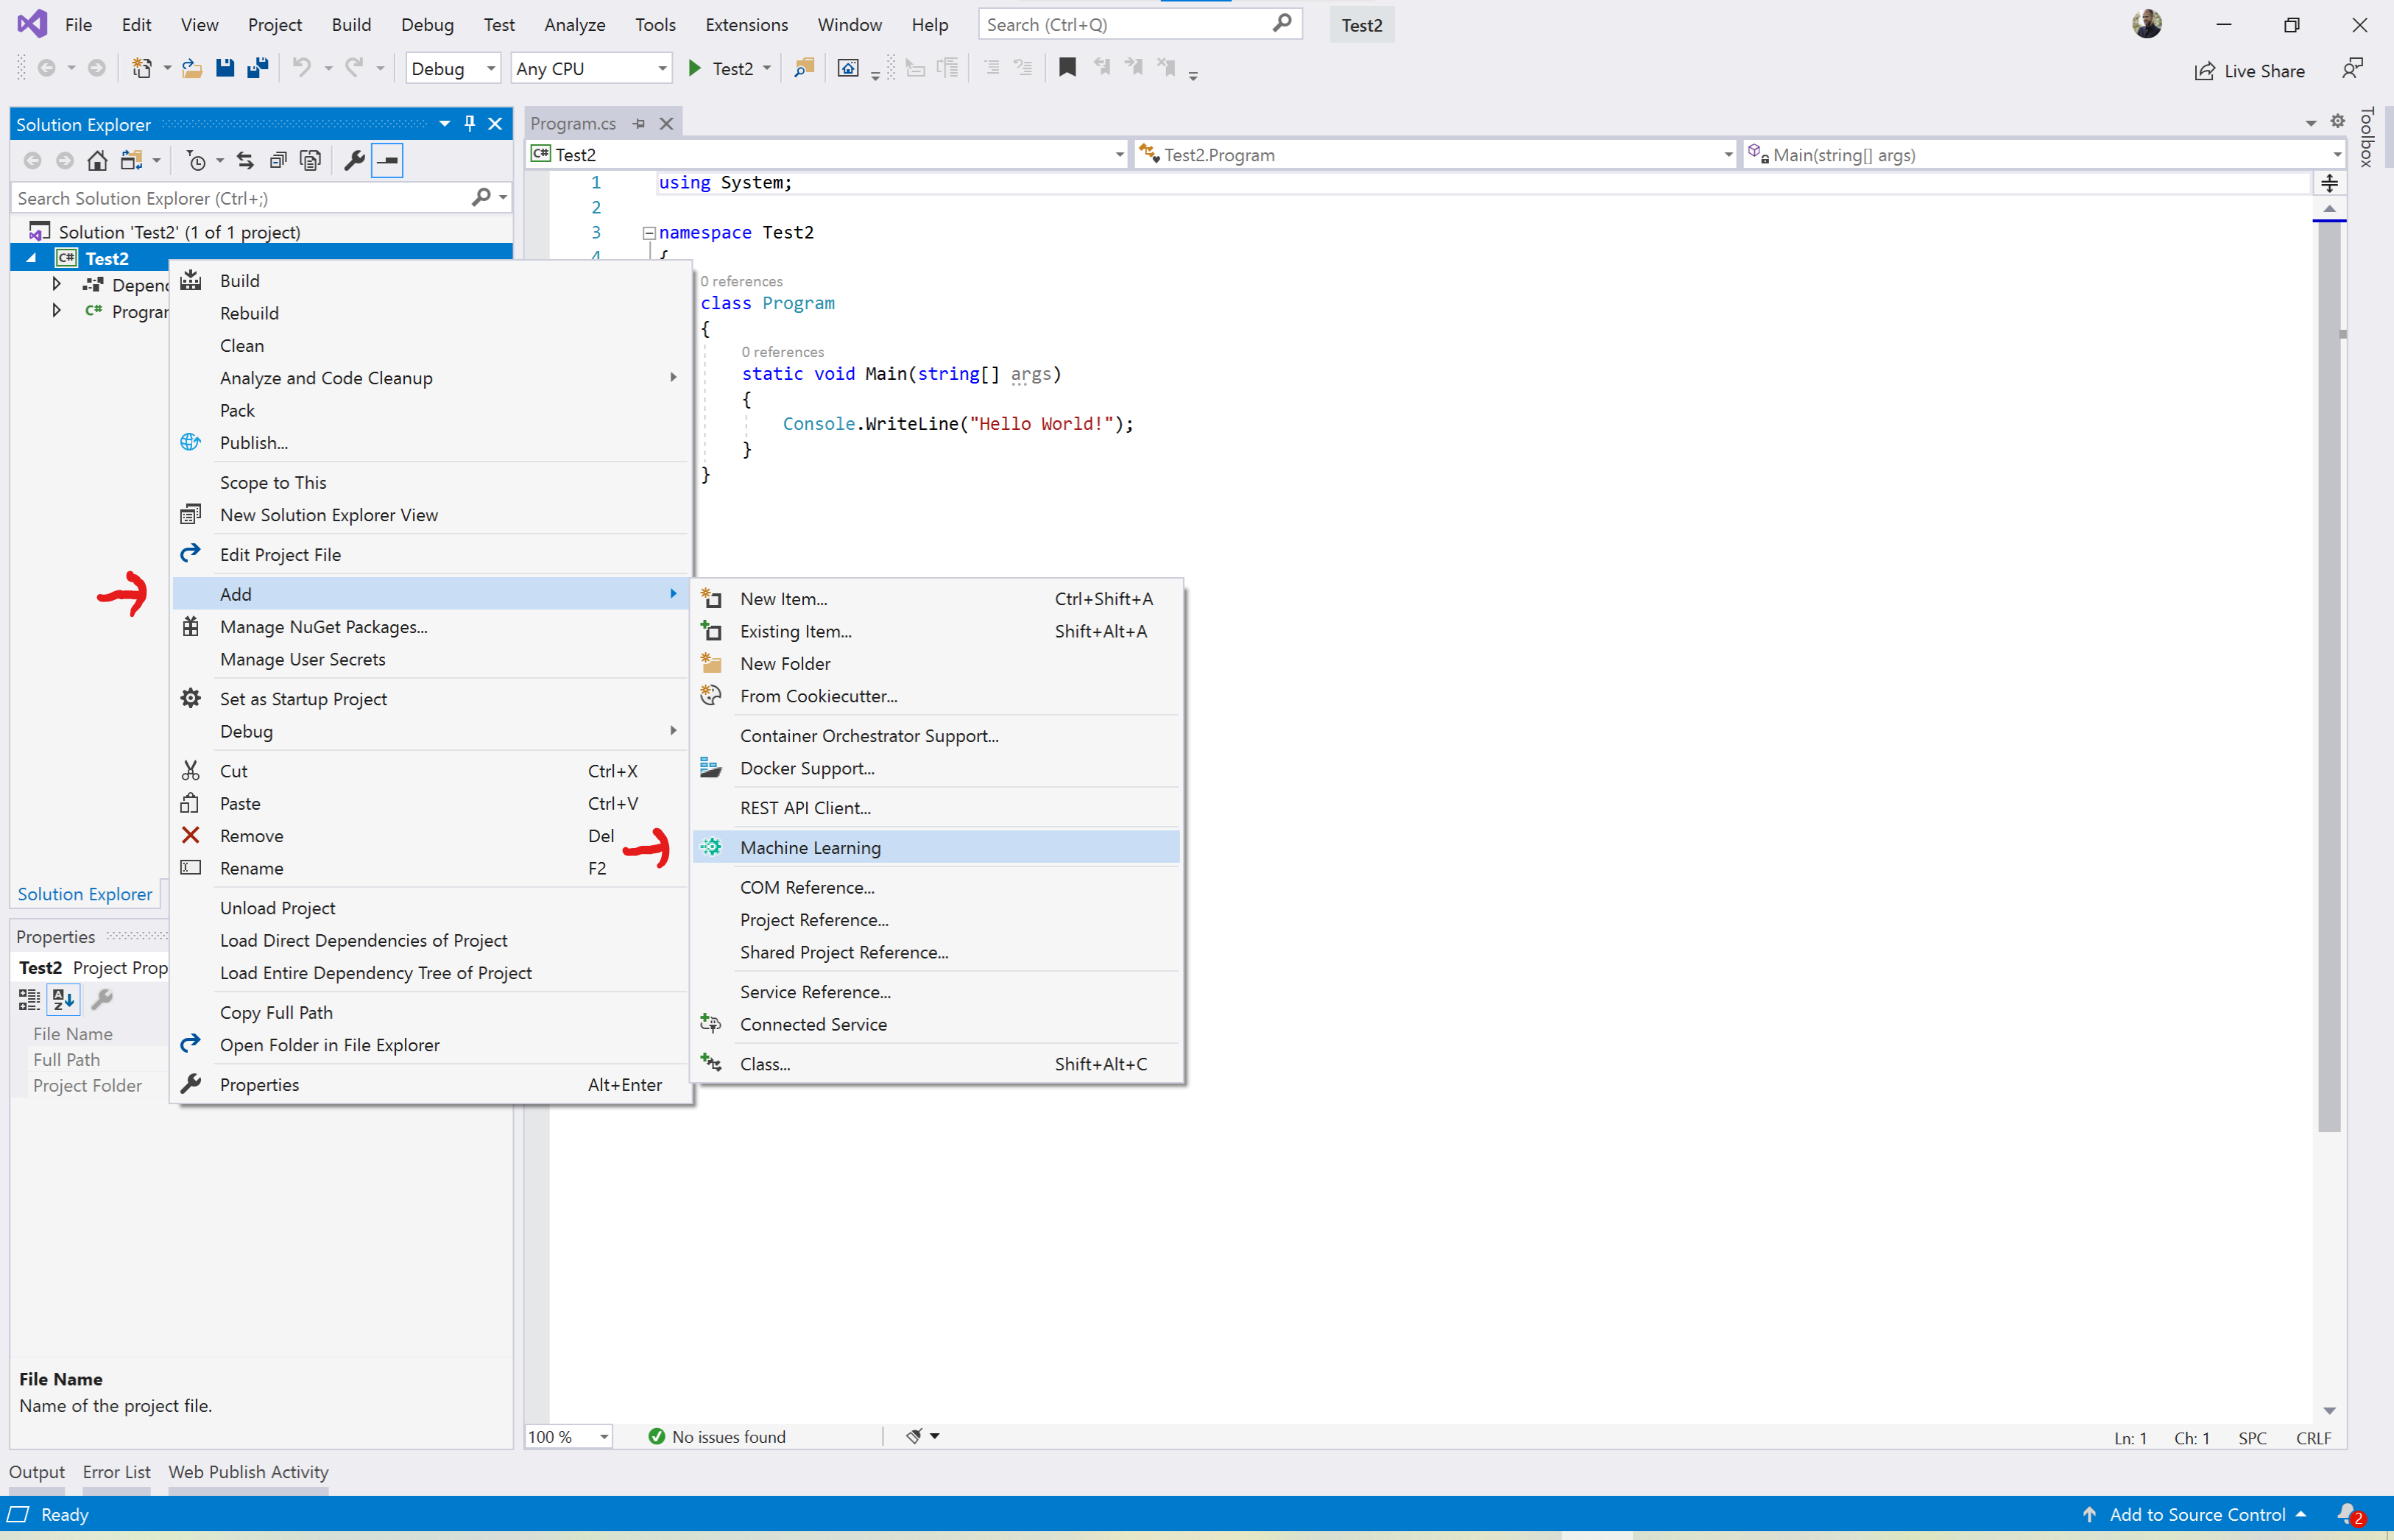 File Edit View Project Build Debug Test Analyze Tools Extensions Window Help Search (Ctrl+Q) Test2
Debug Any CPU Test2 Live Share
Solution Explorer
Search Solution Explorer (Ctrl+;)
Solution 'Test2' (1 of 1 project)
C# Test2
Depen
C# Progra
Build
Rebuild
Clean
Analyze and Code Cleanup
Pack
Publish...
Scope to This
New Solution Explorer View
Edit Project File
Add
Manage NuGet Packages...
Manage User Secrets
Set as Startup Project
Debug
Cut Ctrl+X
Paste Ctrl+V
Remove Del
Rename F2
Unload Project
Load Direct Dependencies of Project
Load Entire Dependency Tree of Project
Copy Full Path
Open Folder in File Explorer
Properties Alt+Enter
New Item... Ctrl+Shift+A
Existing Item... Shift+Alt+A
New Folder
From Cookiecutter...
Container Orchestrator Support...
Docker Support...
REST API Client...
Machine Learning
COM Reference...
Project Reference...
Shared Project Reference...
Service Reference...
Connected Service
Class... Shift+Alt+C
Program.cs
C# Test2 Test2.Program Main(string[] args)
1 using System;
2
3 namespace Test2
4 {
0 references
class Program
{
0 references
static void Main(string[] args)
{
Console.WriteLine("Hello World!");
}
}
Toolbox
Solution Explorer
Properties
Test2 Project Prop
File Name
Full Path
Project Folder
File Name
Name of the project file.
100 % No issues found Ln: 1 Ch: 1 SPC CRLF
Output Error List Web Publish Activity
Ready Add to Source Control 2